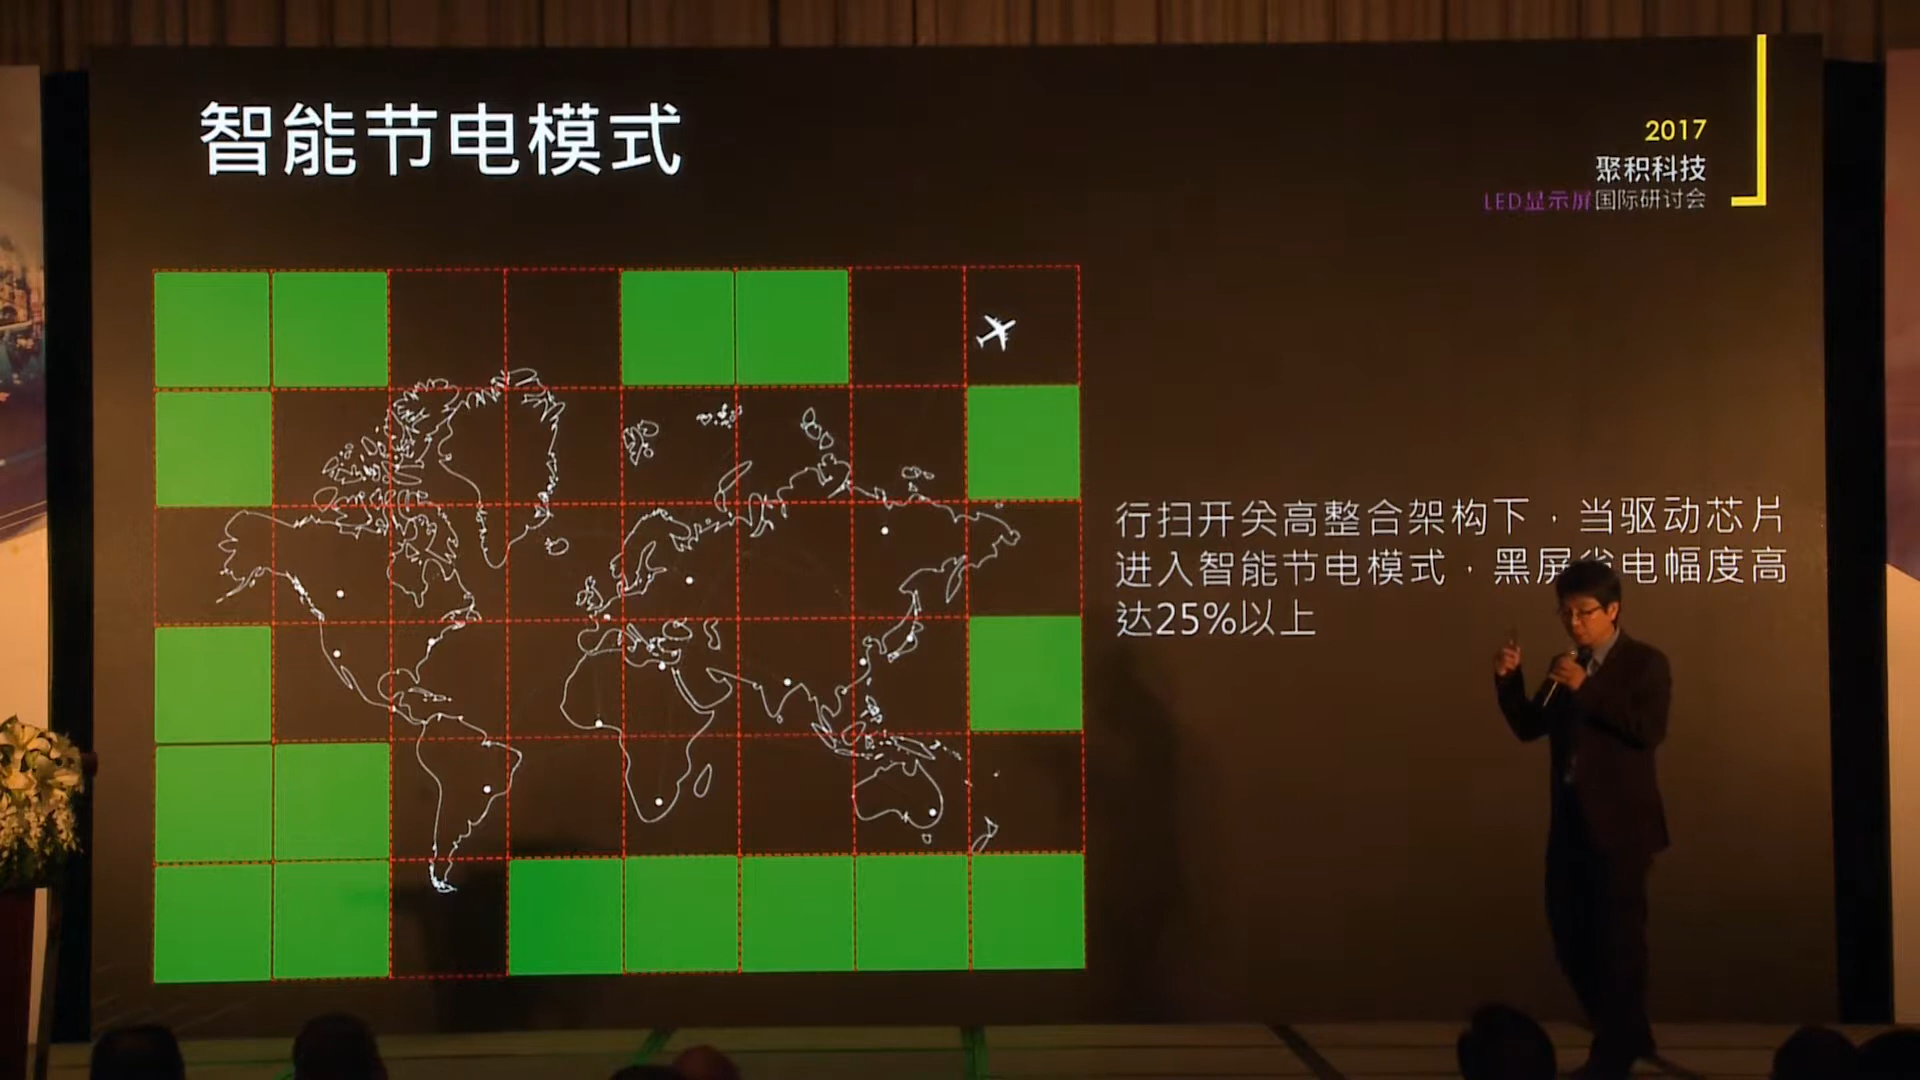 智能节电模式
2017
聚积科技
LED显示屏国际研讨会
行扫开关高整合架构下，当驱动芯片
进入智能节电模式，黑屏省电幅度高
达25%以上